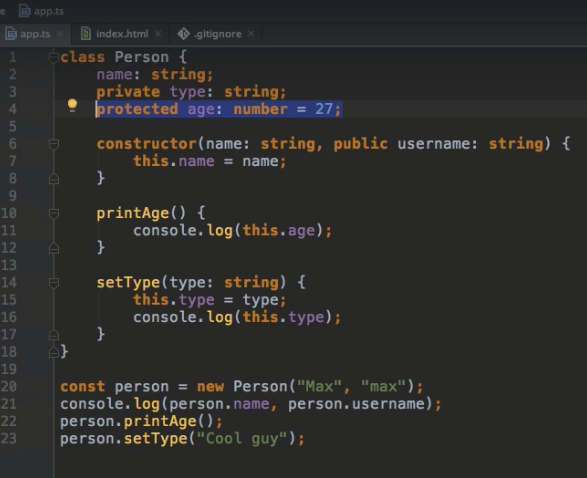 e app.ts
app.ts × index.html × .gitignore ×
1 class Person {
2 name: string;
3 private type: string;
4 protected age: number = 27;
5
6 constructor(name: string, public username: string) {
7 this.name = name;
8 }
9
10 printAge() {
11 console.log(this.age);
12 }
13
14 setType(type: string) {
15 this.type = type;
16 console.log(this.type);
17 }
18 }
19
20 const person = new Person("Max", "max");
21 console.log(person.name, person.username);
22 person.printAge();
23 person.setType("Cool guy");